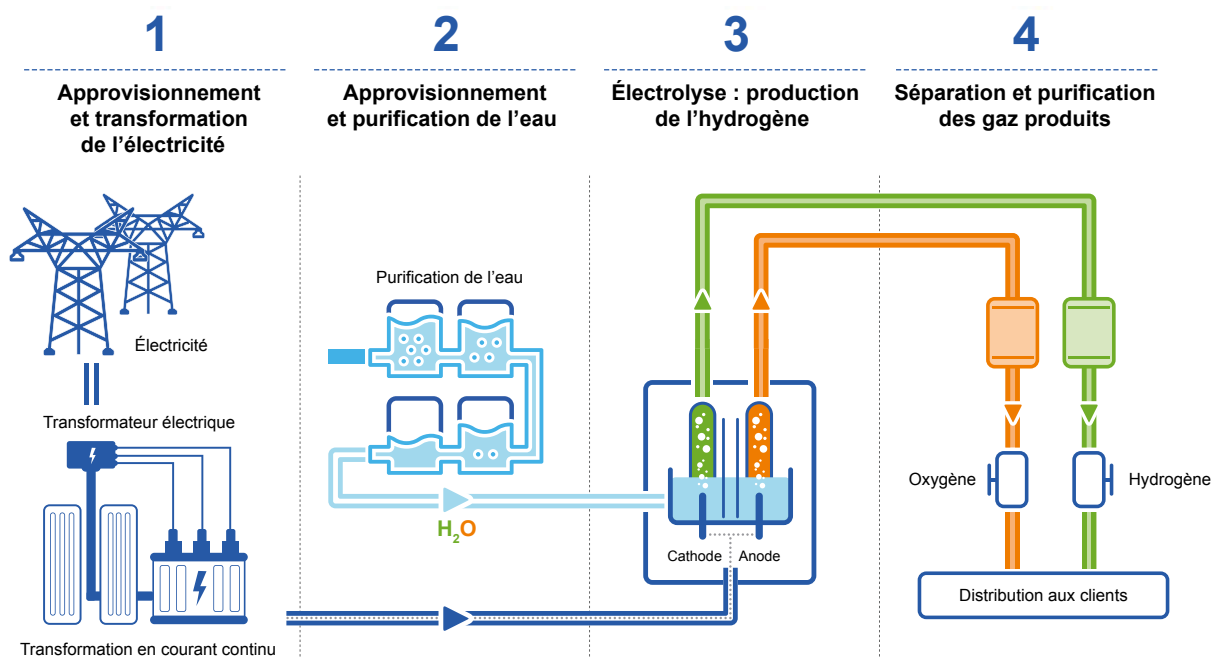 1
Approvisionnement
et transformation
de l’électricité
Électricité
Transformateur électrique
Transformation en courant continu
2
Approvisionnement
et purification de l’eau
Purification de l’eau
H₂O
3
Électrolyse : production
de l’hydrogène
Cathode
Anode
4
Séparation et purification
des gaz produits
Oxygène
Hydrogène
Distribution aux clients